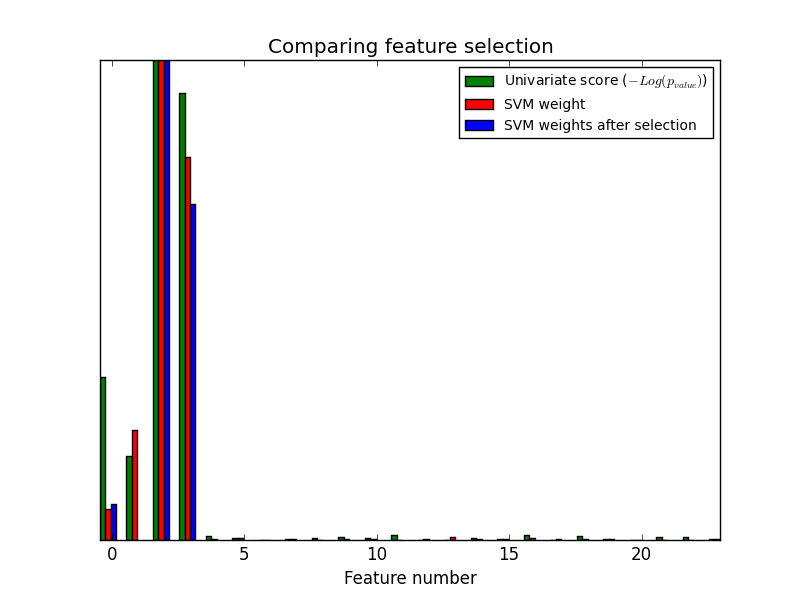 Comparing feature selection
Univariate score (−Log(p_value))
SVM weight
SVM weights after selection
0 5 10 15 20
Feature number